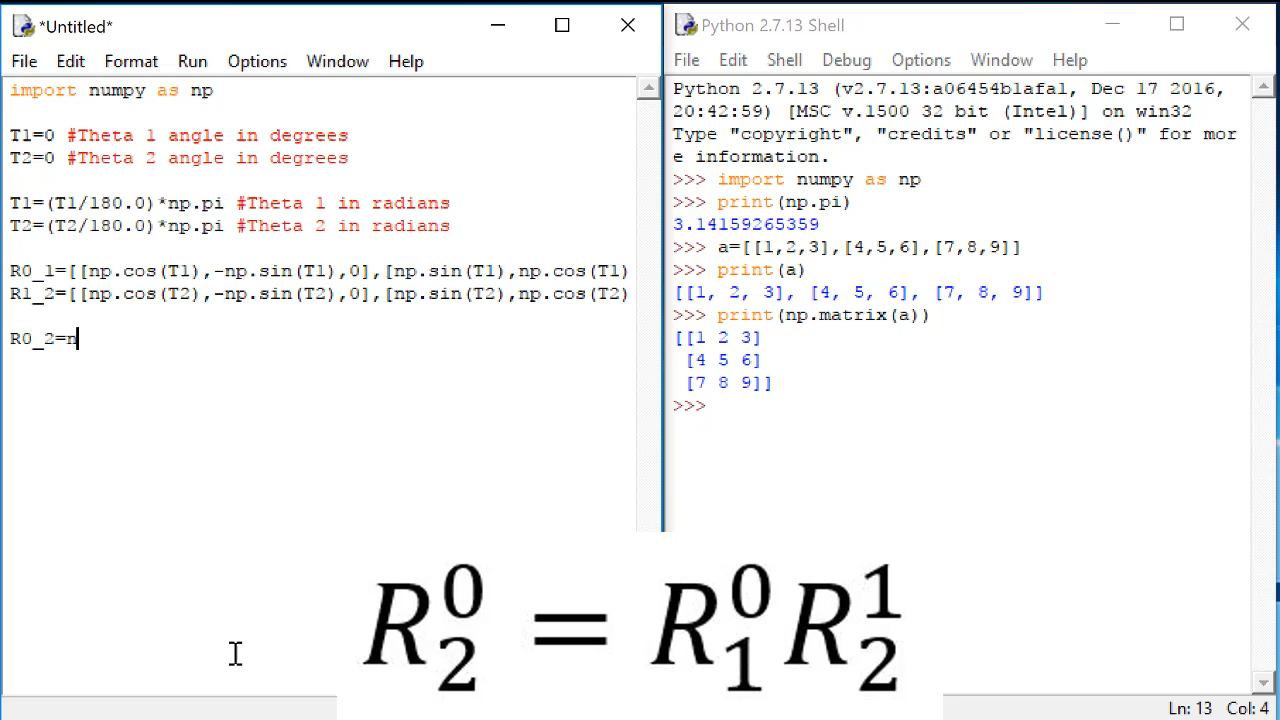 *Untitled*
File Edit Format Run Options Window Help
import numpy as np
T1=0 #Theta 1 angle in degrees
T2=0 #Theta 2 angle in degrees
T1=(T1/180.0)*np.pi #Theta 1 in radians
T2=(T2/180.0)*np.pi #Theta 2 in radians
R0_1=[[np.cos(T1),-np.sin(T1),0],[np.sin(T1),np.cos(T1)
R1_2=[[np.cos(T2),-np.sin(T2),0],[np.sin(T2),np.cos(T2)
R0_2=n
Python 2.7.13 Shell
File Edit Shell Debug Options Window Help
Python 2.7.13 (v2.7.13:a06454b1afa1, Dec 17 2016,
20:42:59) [MSC v.1500 32 bit (Intel)] on win32
Type "copyright", "credits" or "license()" for mor
e information.
>>> import numpy as np
>>> print(np.pi)
3.14159265359
>>> a=[[1,2,3],[4,5,6],[7,8,9]]
>>> print(a)
[[1, 2, 3], [4, 5, 6], [7, 8, 9]]
>>> print(np.matrix(a))
[[1 2 3]
 [4 5 6]
 [7 8 9]]
>>>
R^0_2 = R^0_1 R^1_2
Ln: 13 Col: 4